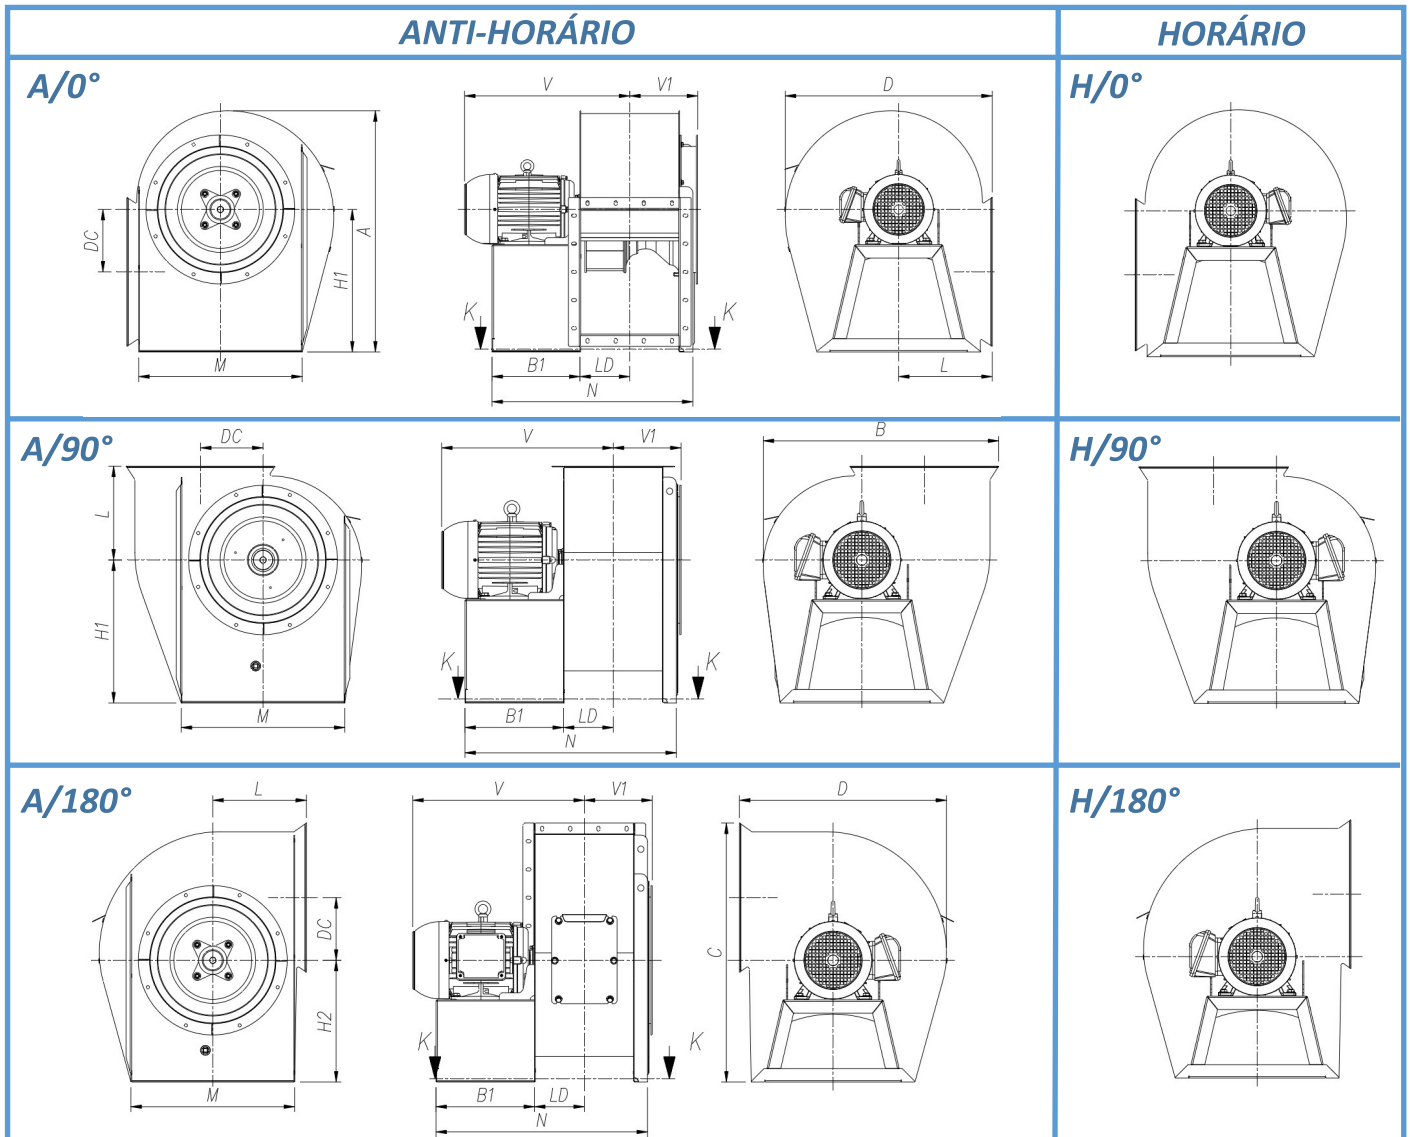 ANTI-HORÁRIO
HORÁRIO
A/0°
V
V1
D
H/0°
DC
H1
A
K
K
M
B1
LD
N
L
A/90°
DC
V
V1
B
H/90°
L
H1
K
K
M
B1
LD
N
A/180°
L
V
V1
D
H/180°
DC
H2
C
K
K
M
B1
LD
N